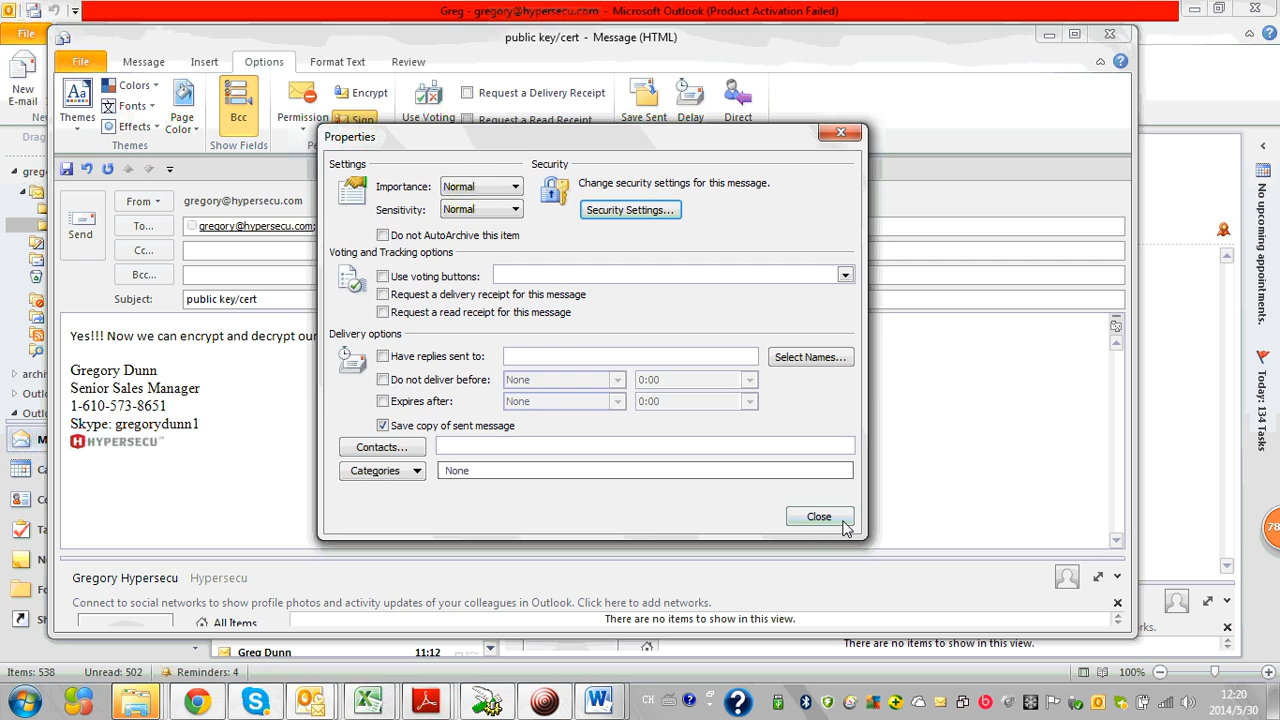 Greg - gregory@hypersecu.com - Microsoft Outlook (Product Activation Failed)
public key/cert - Message (HTML)
File
File Message Insert Options Format Text Review
New
E-mail
Themes
Colors
Fonts
Effects
Page
Color
Bcc
Permission
Encrypt
Sign
Use Voting
Request a Delivery Receipt
Request a Read Receipt
Save Sent
Delay
Direct
Themes
Show Fields
Drag
Properties
Settings
Importance: Normal
Sensitivity: Normal
Do not AutoArchive this item
Security
Change security settings for this message.
Security Settings...
Voting and Tracking options
Use voting buttons:
Request a delivery receipt for this message
Request a read receipt for this message
Delivery options
Have replies sent to:
Select Names...
Do not deliver before: None 0:00
Expires after: None 0:00
Save copy of sent message
Contacts...
Categories None
Close
Send
From gregory@hypersecu.com
To... gregory@hypersecu.com;
Cc...
Bcc...
Subject: public key/cert
Yes!!! Now we can encrypt and decrypt our
Gregory Dunn
Senior Sales Manager
1-610-573-8651
Skype: gregorydunn1
HYPERSECU
Gregory Hypersecu Hypersecu
Connect to social networks to show profile photos and activity updates of your colleagues in Outlook. Click here to add networks.
All Items
There are no items to show in this view.
There are no items to show in this view.
Greg Dunn 11:12
No upcoming appointments.
Today: 3134 Tasks
78
Items: 538 Unread: 502 Reminders: 4
100%
CH
12:20
2014/5/30